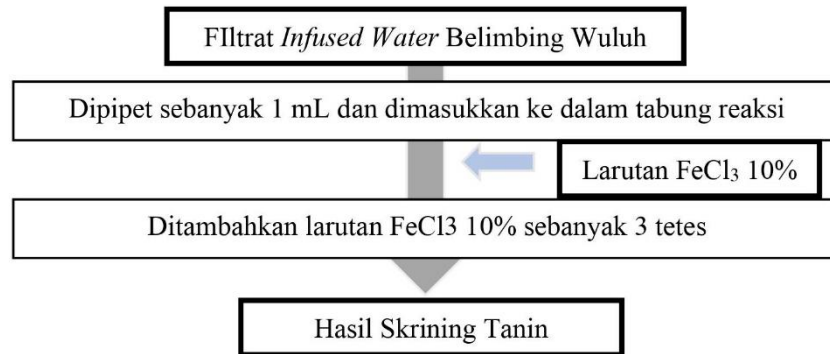 FIltrat Infused Water Belimbing Wuluh
Dipipet sebanyak 1 mL dan dimasukkan ke dalam tabung reaksi
Larutan FeCl₃ 10%
Ditambahkan larutan FeCl3 10% sebanyak 3 tetes
Hasil Skrining Tanin